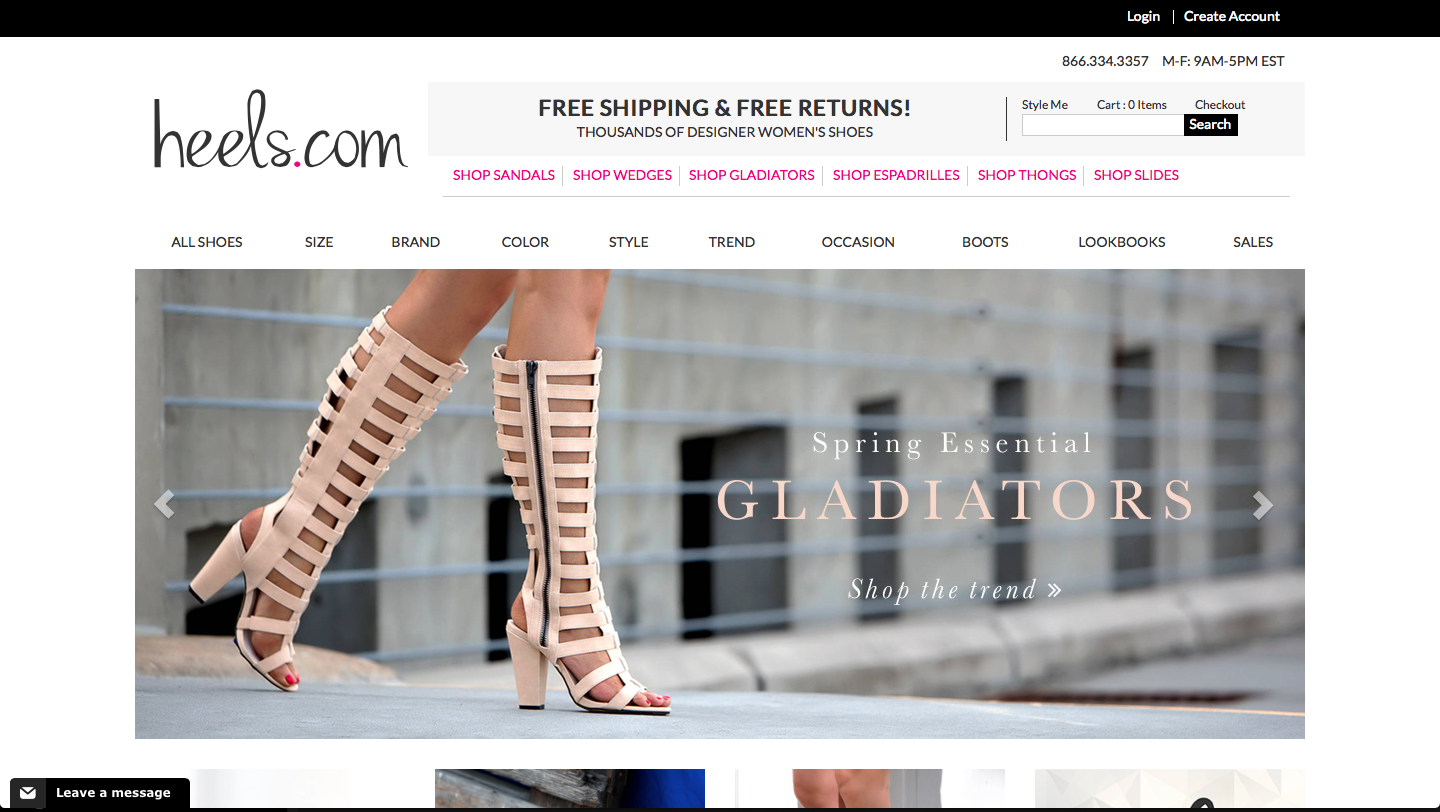 Login
Create Account
866.334.3357 M-F: 9AM-5PM EST
heels.com
FREE SHIPPING & FREE RETURNS!
THOUSANDS OF DESIGNER WOMEN'S SHOES
Style Me
Cart : 0 Items
Checkout
Search
SHOP SANDALS
SHOP WEDGES
SHOP GLADIATORS
SHOP ESPADRILLES
SHOP THONGS
SHOP SLIDES
ALL SHOES
SIZE
BRAND
COLOR
STYLE
TREND
OCCASION
BOOTS
LOOKBOOKS
SALES
Spring Essential
GLADIATORS
Shop the trend »
Leave a message